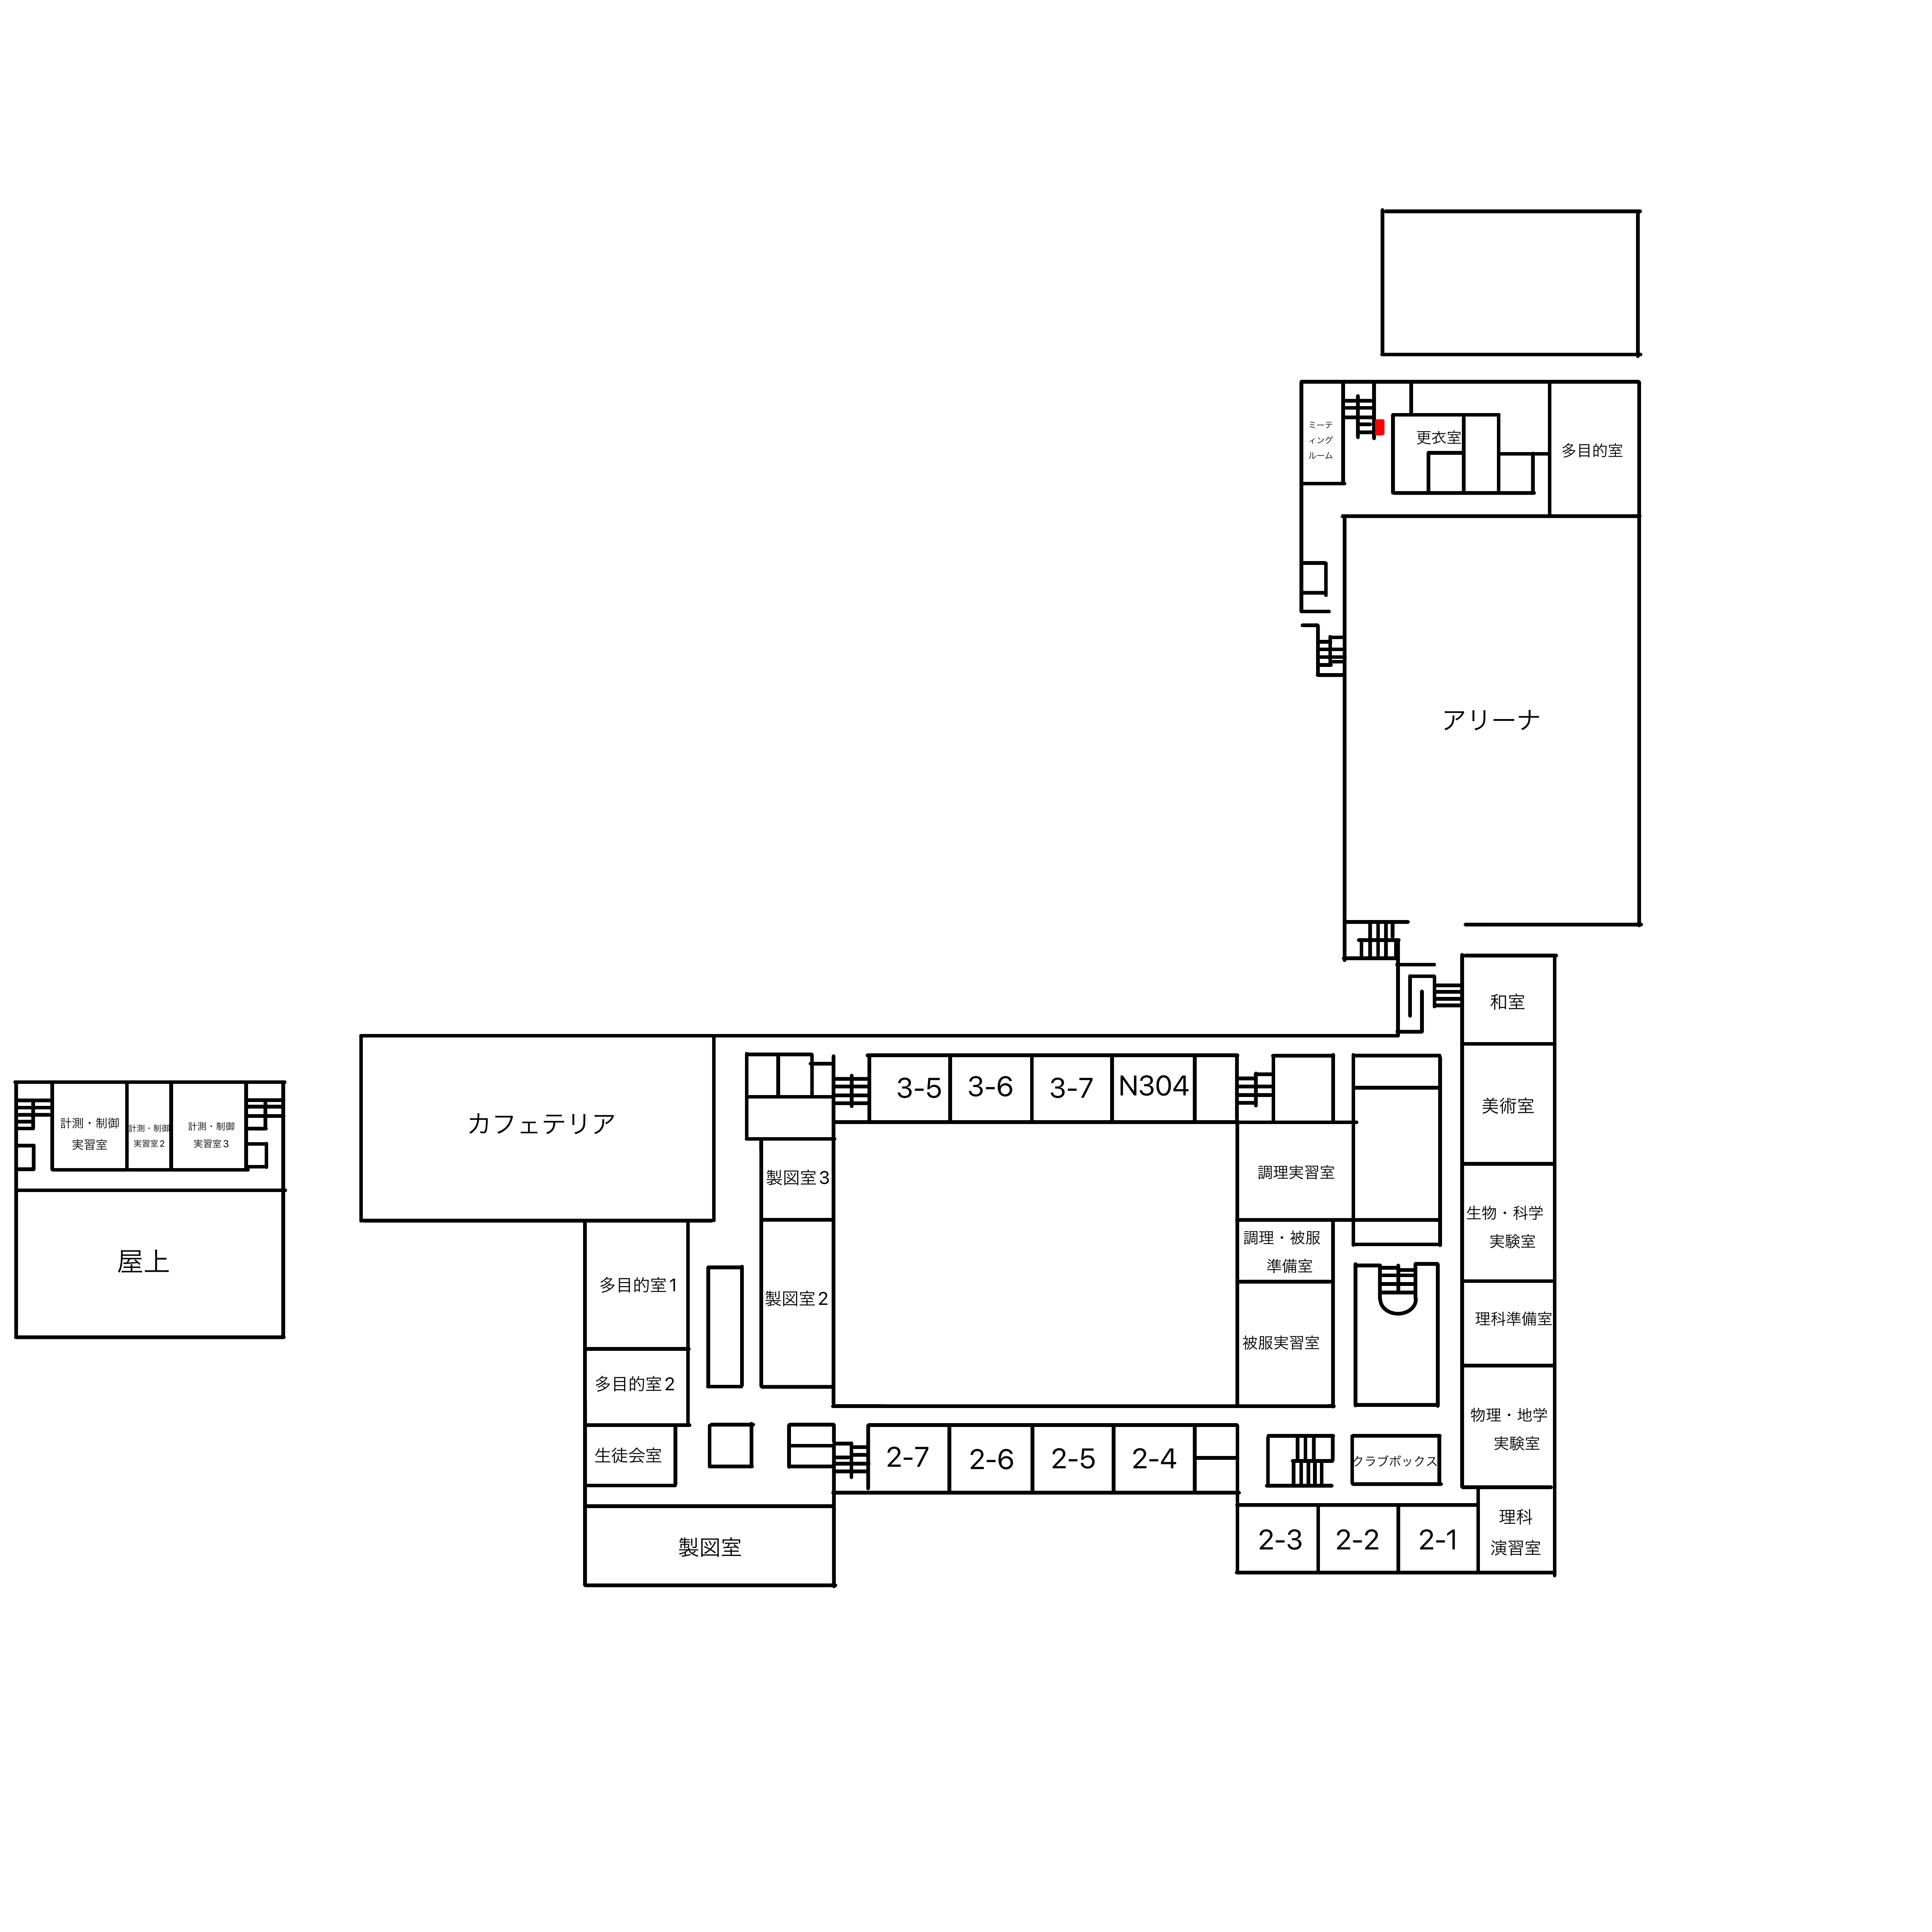 ミーテ
ィング
ルーム
更衣室
多目的室
アリーナ
和室
美術室
生物・科学
実験室
理科準備室
物理・地学
実験室
理科
演習室
カフェテリア
3-5
3-6
3-7
N304
製図室3
製図室2
調理実習室
調理・被服
準備室
被服実習室
計測・制御
実習室
計測・制御
実習室2
計測・制御
実習室3
屋上
多目的室1
多目的室2
生徒会室
製図室
2-7
2-6
2-5
2-4
クラブボックス
2-3
2-2
2-1